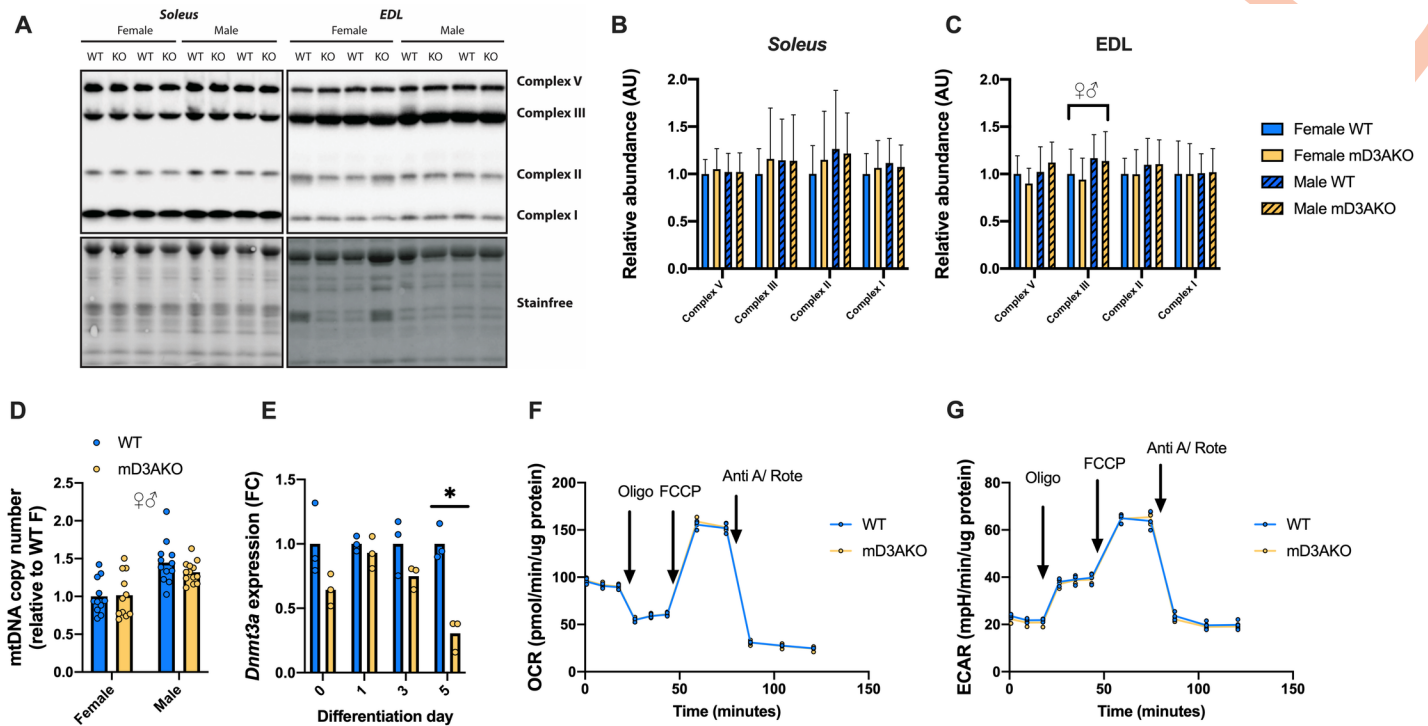 A
Soleus
EDL
Female
Male
Female
Male
WT KO WT KO WT KO WT KO
WT KO WT KO WT KO WT KO
Complex V
Complex III
Complex II
Complex I
Stainfree
B
Soleus
Relative abundance (AU)
2.0
1.5
1.0
0.5
0.0
Complex V
Complex III
Complex II
Complex I
C
EDL
Relative abundance (AU)
2.0
1.5
1.0
0.5
0.0
♀♂
Complex V
Complex III
Complex II
Complex I
Female WT
Female mD3AKO
Male WT
Male mD3AKO
D
WT
mD3AKO
♀♂
mtDNA copy number
(relative to WT F)
2.5
2.0
1.5
1.0
0.5
0.0
Female
Male
E
Dnmt3a expression (FC)
1.5
1.0
0.5
0.0
*
0
1
3
5
Differentiation day
F
OCR (pmol/min/ug protein)
200
150
100
50
0
Oligo
FCCP
Anti A/ Rote
WT
mD3AKO
0
50
100
150
Time (minutes)
G
ECAR (mpH/min/ug protein)
80
60
40
20
0
Oligo
FCCP
Anti A/ Rote
WT
mD3AKO
0
50
100
150
Time (minutes)